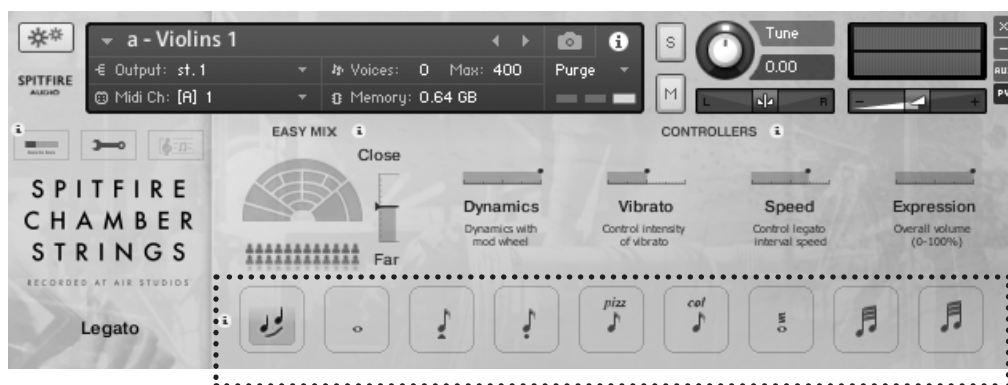 a - Violins 1
S
Tune
0.00
Output: st.1
Voices: 0 Max: 400
Purge
Midi Ch: [A] 1
Memory: 0.64 GB
M
L
R
-
+
AUX
PV
SPITFIRE
AUDIO
EASY MIX
CONTROLLERS
Close
Far
SPITFIRE
CHAMBER
STRINGS
RECORDED AT AIR STUDIOS
Legato
Dynamics
Dynamics with
mod wheel
Vibrato
Control intensity
of vibrato
Speed
Control legato
interval speed
Expression
Overall volume
(0-100%)
pizz
col